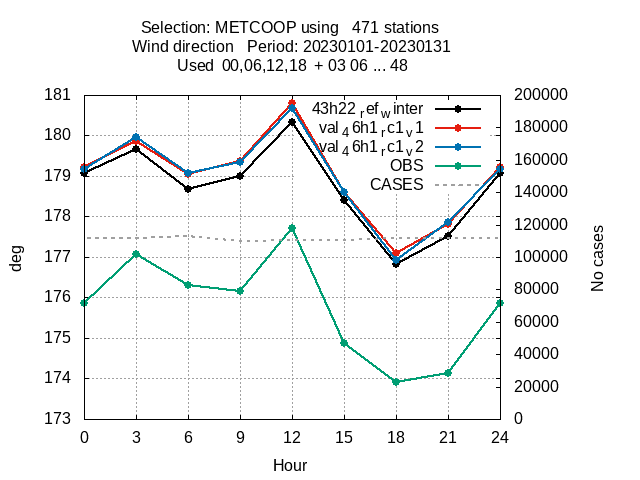 Selection: METCOOP using   471 stations
Wind direction   Period: 20230101-20230131
Used  00,06,12,18  + 03 06 ... 48
43h22_ref_winter
val_46h1_rc1_v1
val_46h1_rc1_v2
OBS
CASES
181
180
179
178
177
176
175
174
173
deg
200000
180000
160000
140000
120000
100000
80000
60000
40000
20000
0
No cases
0 3 6 9 12 15 18 21 24
Hour